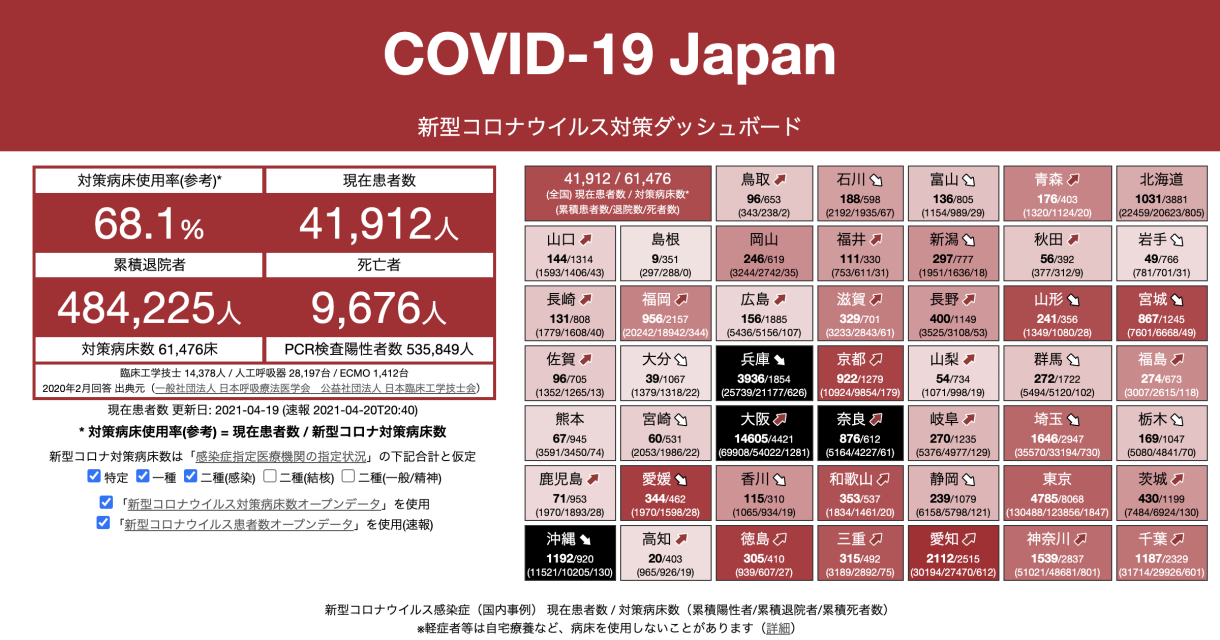 COVID-19 Japan
新型コロナウイルス対策ダッシュボード
対策病床使用率(参考)*
現在患者数
68.1%
41,912人
累積退院者
死亡者
484,225人
9,676人
対策病床数 61,476床
PCR検査陽性者数 535,849人
臨床工学技士 14,378人 / 人工呼吸器 28,197台 / ECMO 1,412台
2020年2月回答 出典元（一般社団法人 日本呼吸療法医学会　公益社団法人 日本臨床工学技士会）
現在患者数 更新日: 2021-04-19 (速報 2021-04-20T20:40)
* 対策病床使用率(参考) = 現在患者数 / 新型コロナ対策病床数
新型コロナ対策病床数は「感染症指定医療機関の指定状況」の下記合計と仮定
特定 一種 二種(感染) 二種(結核) 二種(一般/精神)
「新型コロナウイルス対策病床数オープンデータ」を使用
「新型コロナウイルス患者数オープンデータ」を使用(速報)
41,912 / 61,476
(全国) 現在患者数 / 対策病床数*
(累積患者数/退院数/死者数)
鳥取
96/653
(343/238/2)
石川
188/598
(2192/1935/67)
富山
136/805
(1154/989/29)
青森
176/403
(1320/1124/20)
北海道
1031/3881
(22459/20623/805)
山口
144/1314
(1593/1406/43)
島根
9/351
(297/288/0)
岡山
246/619
(3244/2742/35)
福井
111/330
(753/611/31)
新潟
297/777
(1951/1636/18)
秋田
56/392
(377/312/9)
岩手
49/766
(781/701/31)
長崎
131/808
(1779/1608/40)
福岡
956/2157
(20242/18942/344)
広島
156/1885
(5436/5156/107)
滋賀
329/701
(3233/2843/61)
長野
400/1149
(3525/3108/53)
山形
241/356
(1349/1080/28)
宮城
867/1245
(7601/6668/49)
佐賀
96/705
(1352/1265/13)
大分
39/1067
(1379/1318/22)
兵庫
3936/1854
(25739/21177/626)
京都
922/1279
(10924/9854/179)
山梨
54/734
(1071/998/19)
群馬
272/1722
(5494/5120/102)
福島
274/673
(3007/2615/118)
熊本
67/945
(3591/3450/74)
宮崎
60/531
(2053/1986/22)
大阪
14605/4421
(69908/54022/1281)
奈良
876/612
(5164/4227/61)
岐阜
270/1235
(5376/4977/129)
埼玉
1646/2947
(35570/33194/730)
栃木
169/1047
(5080/4841/70)
鹿児島
71/953
(1970/1893/28)
愛媛
344/462
(1970/1598/28)
香川
115/310
(1065/934/19)
和歌山
353/537
(1834/1461/20)
静岡
239/1079
(6158/5798/121)
東京
4785/8068
(130488/123856/1847)
茨城
430/1199
(7484/6924/130)
沖縄
1192/920
(11521/10205/130)
高知
20/403
(965/926/19)
徳島
305/410
(939/607/27)
三重
315/492
(3189/2892/75)
愛知
2112/2515
(30194/27470/612)
神奈川
1539/2837
(51021/48681/801)
千葉
1187/2329
(31714/29926/601)
新型コロナウイルス感染症（国内事例） 現在患者数 / 対策病床数（累積陽性者/累積退院者/累積死者数）
※軽症者等は自宅療養など、病床を使用しないことがあります（詳細）